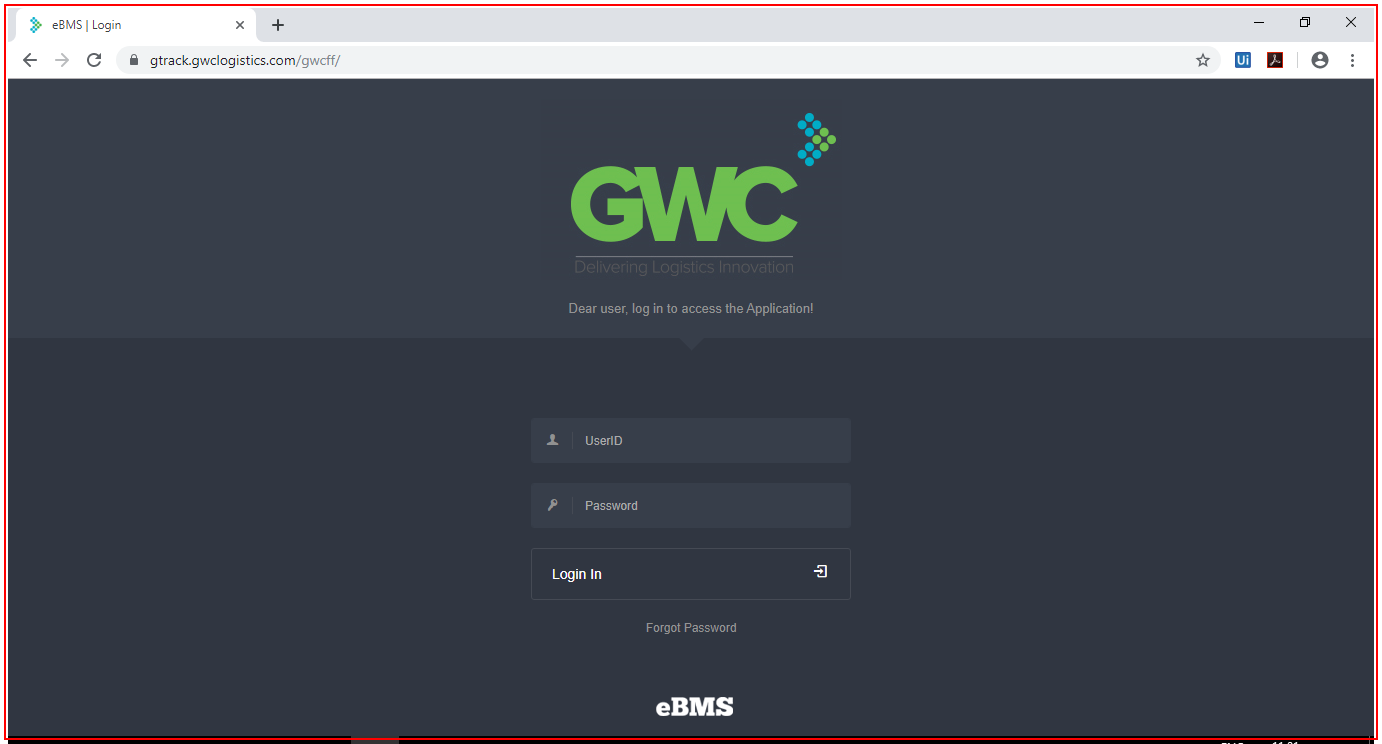 eBMS | Login
gtrack.gwclogistics.com/gwcff/
Ui
GWC
Delivering Logistics Innovation
Dear user, log in to access the Application!
UserID
Password
Login In
Forgot Password
eBMS